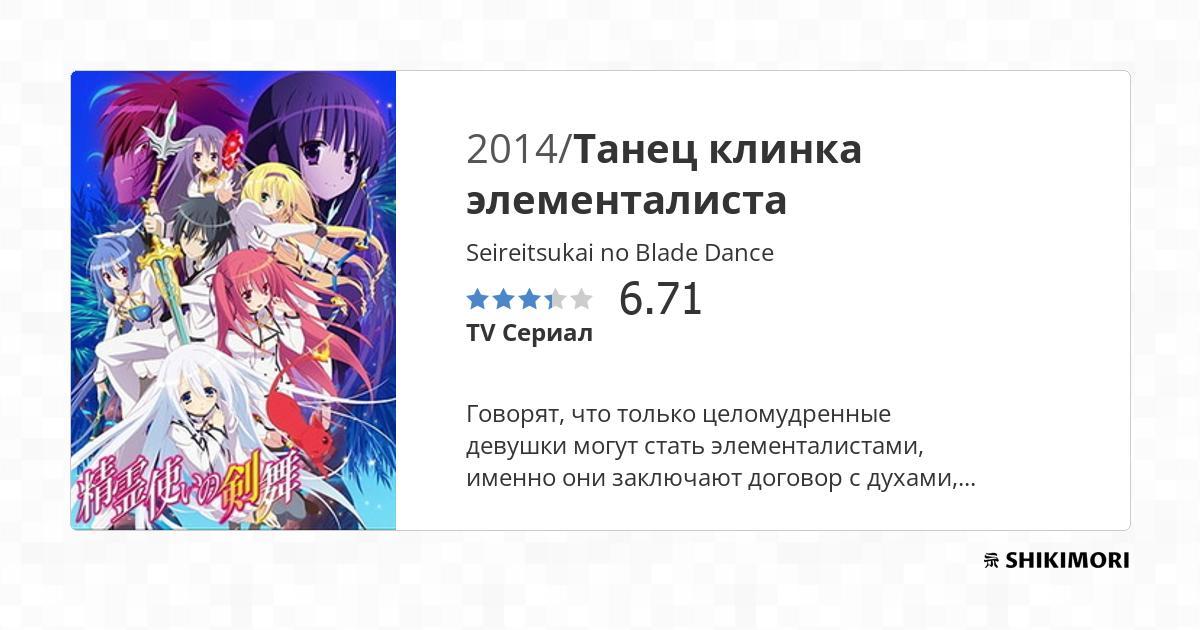 2014/Танец клинка
элементалиста
Seireitsukai no Blade Dance
6.71
TV Сериал
Говорят, что только целомудренные
девушки могут стать элементалистами,
именно они заключают договор с духами,...
精霊使いの剣舞
SHIKIMORI